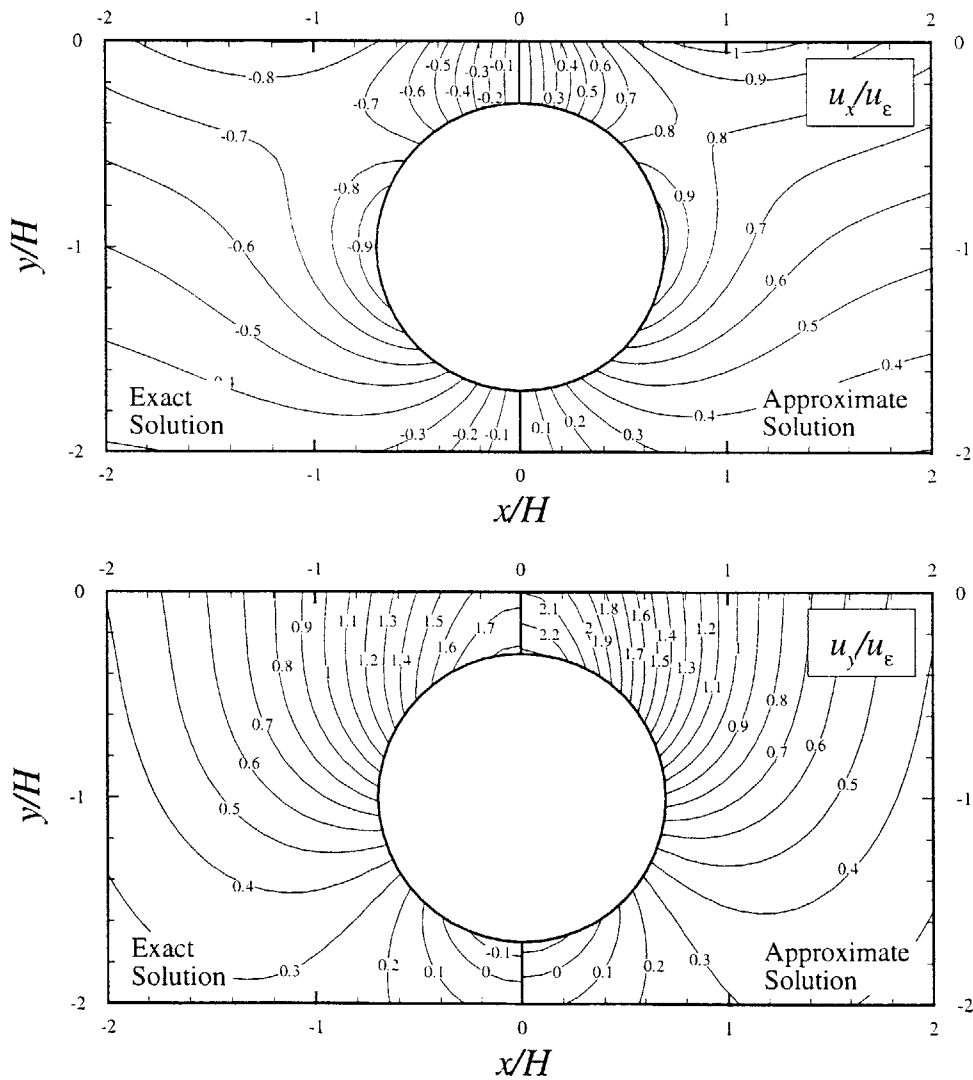 -2 -1 0 1 2
0 0
-0.5 -0.1 0.4 0.6 1
-0.8 -0.3 0.9
-0.6 -0.4 -0.2 0.3 0.5 0.7
-0.7 0.8
u_x/u_ε
-0.7 0.8
-0.8 0.9
y/H
-1 -0.6 -0.9 0.7 -1
0.6
-0.5 0.5
0.4
Exact
Solution
0.4
Approximate
Solution
-0.3 -0.2 -0.1 0.1 0.2 0.3
-2 -2
-2 -1 0 1 2
x/H
-2 -1 0 1 2
0 0
0.9 1.1 1.3 1.5 1.7 2.1 1.8 1.6 1.4 1.2
2 2.2 1.9
0.8 1 1.2 1.4 1.6 1.7 1.5 1.3 1.1 1
u_y/u_ε
0.7 0.9 0.8
0.6 0.7 0.6
y/H
-1 0.5 0.5 -1
0.4 0.4
Exact
Solution
-0.1
Approximate
Solution
0.3 0.2 0.1 0 0 0.1 0.2 0.3
-2 -2
-2 -1 0 1 2
x/H